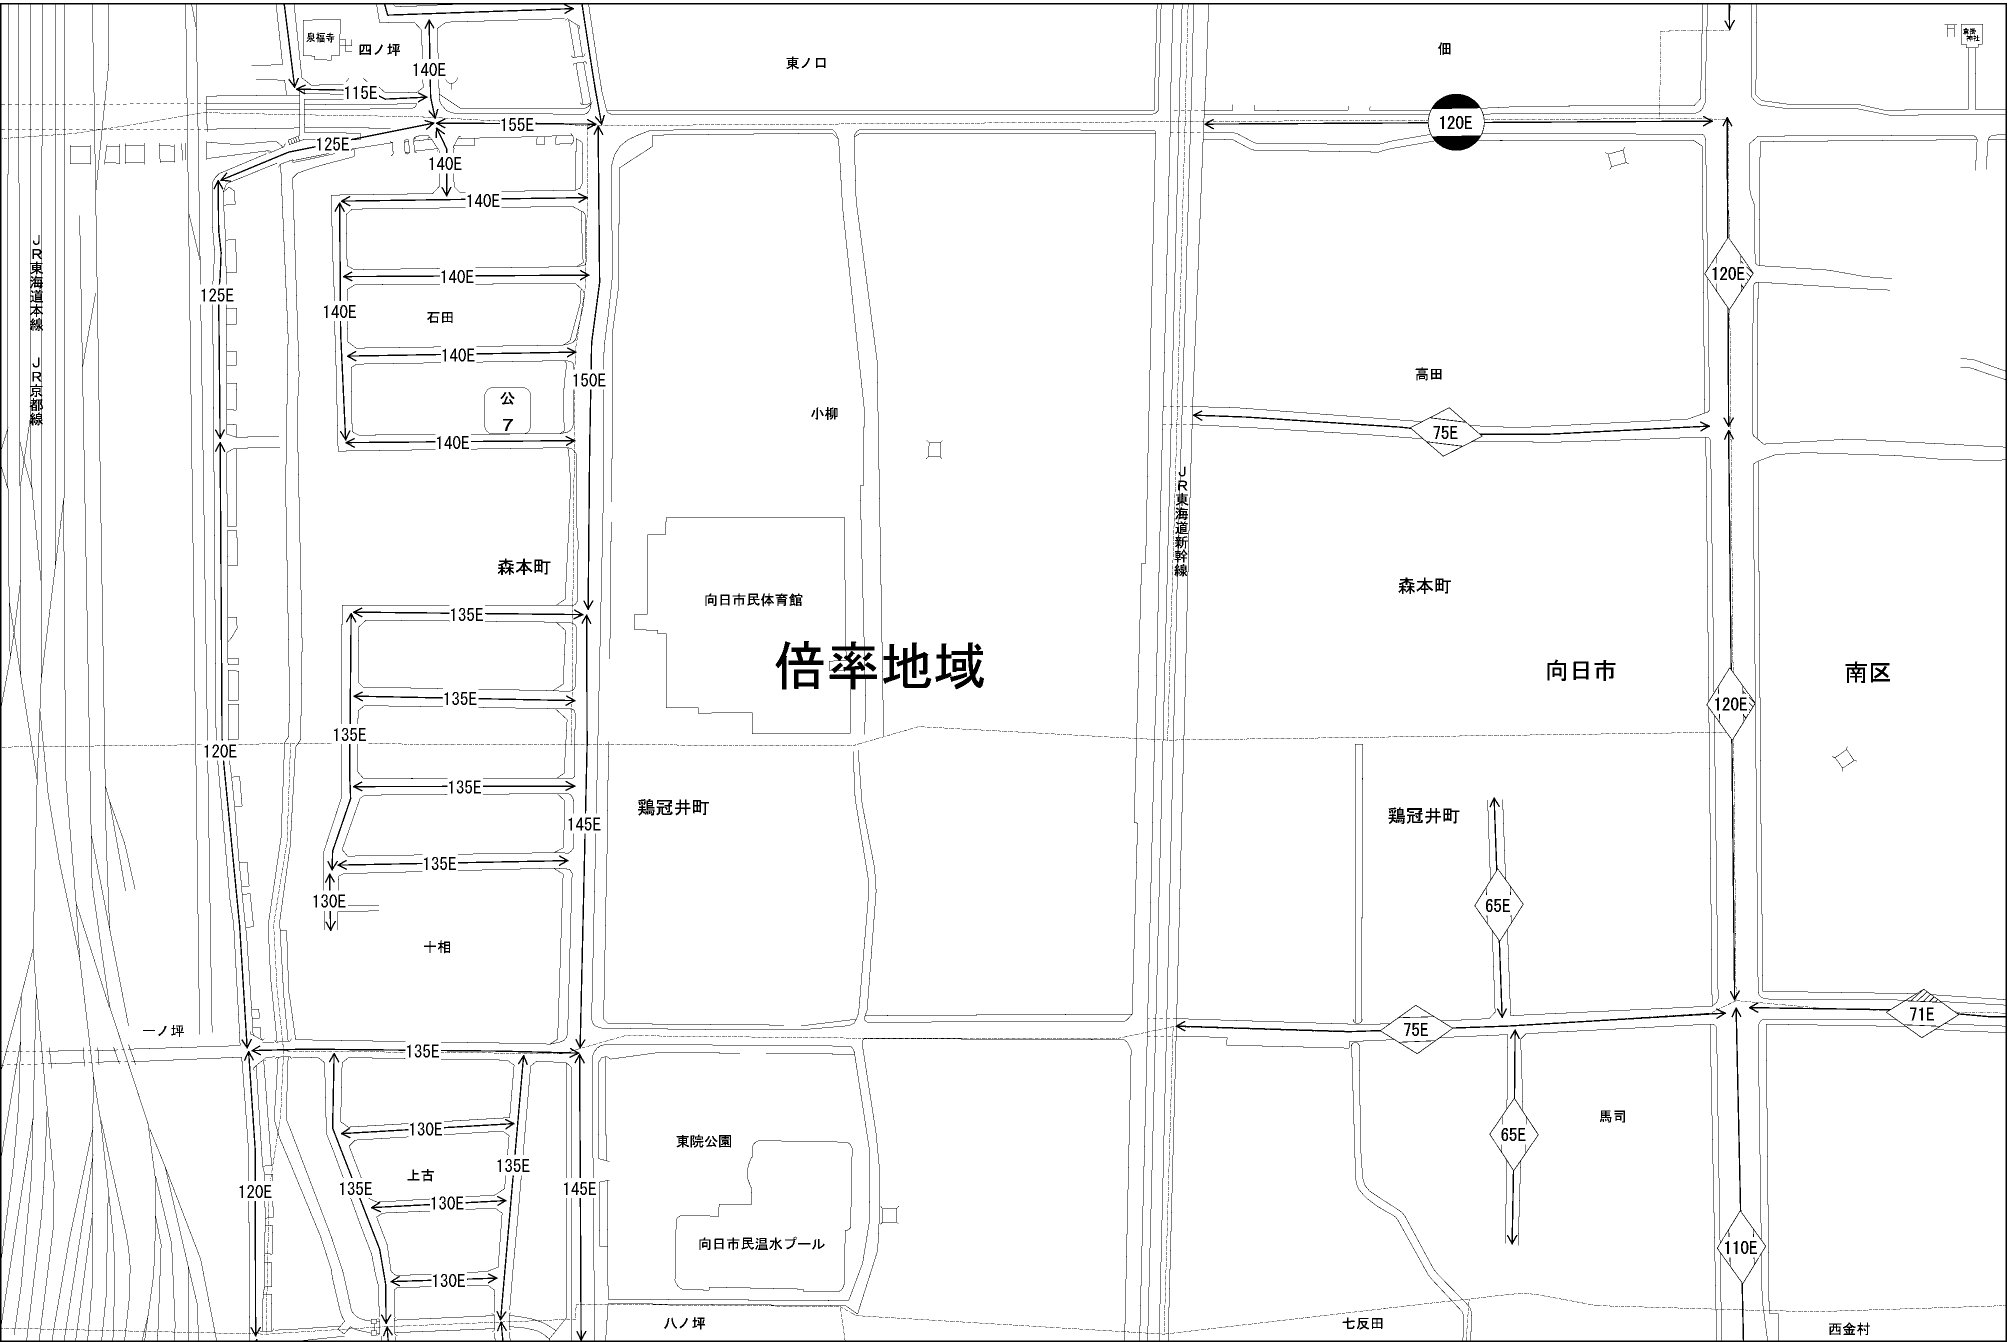 泉福寺
四ノ坪
東ノ口
佃
倉掛
神社
140E
115E
155E
120E
125E
140E
140E
JR東海道本線 JR京都線
140E
120E
125E
140E
石田
140E
150E
高田
公
7
小柳
140E
75E
JR東海道新幹線
森本町
向日市民体育館
森本町
135E
倍率地域
向日市
南区
135E
120E
135E
120E
135E
鶏冠井町
鶏冠井町
145E
135E
130E
65E
十相
一ノ坪
71E
75E
135E
130E
馬司
65E
東院公園
上古
135E
120E
135E
145E
130E
向日市民温水プール
110E
130E
八ノ坪
七反田
西金村